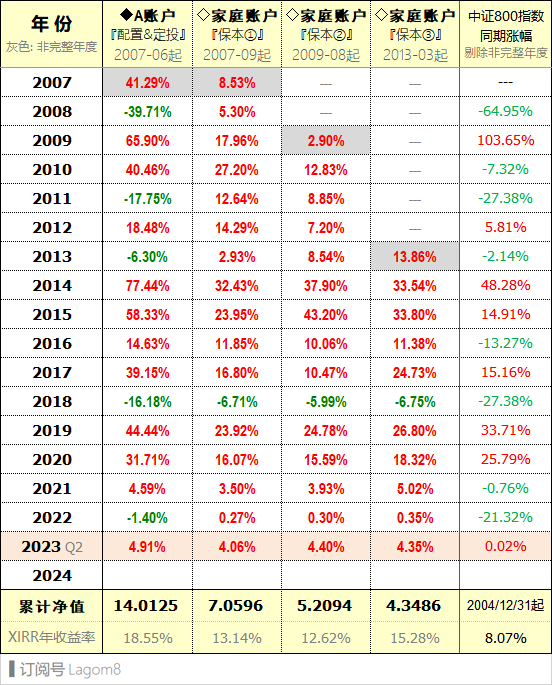 年 份
灰色: 非完整年度
◆A账户
『配置&定投』
2007-06起
◇家庭账户
『保本①』
2007-09起
◇家庭账户
『保本②』
2009-08起
◇家庭账户
『保本③』
2013-03起
中证800指数
同期涨幅
剔除非完整年度
2007 41.29% 8.53% — — ---
2008 -39.71% 5.30% — — -64.95%
2009 65.90% 17.96% 2.90% — 103.65%
2010 40.46% 27.20% 12.83% — -7.32%
2011 -17.75% 12.64% 8.85% — -27.38%
2012 18.48% 14.29% 7.20% — 5.81%
2013 -6.30% 2.93% 8.54% 13.86% -2.14%
2014 77.44% 32.43% 37.90% 33.54% 48.28%
2015 58.33% 23.95% 43.20% 33.80% 14.91%
2016 14.63% 11.85% 10.06% 11.38% -13.27%
2017 39.15% 16.80% 10.47% 24.73% 15.16%
2018 -16.18% -6.71% -5.99% -6.75% -27.38%
2019 44.44% 23.92% 24.78% 26.80% 33.71%
2020 31.71% 16.07% 15.59% 18.32% 25.79%
2021 4.59% 3.50% 3.93% 5.02% -0.76%
2022 -1.40% 0.27% 0.30% 0.35% -21.32%
2023 Q2 4.91% 4.06% 4.40% 4.35% 0.02%
2024
累计净值 14.0125 7.0596 5.2094 4.3486 2004/12/31起
XIRR年收益率 18.55% 13.14% 12.62% 15.28% 8.07%
订阅号 Lagom8